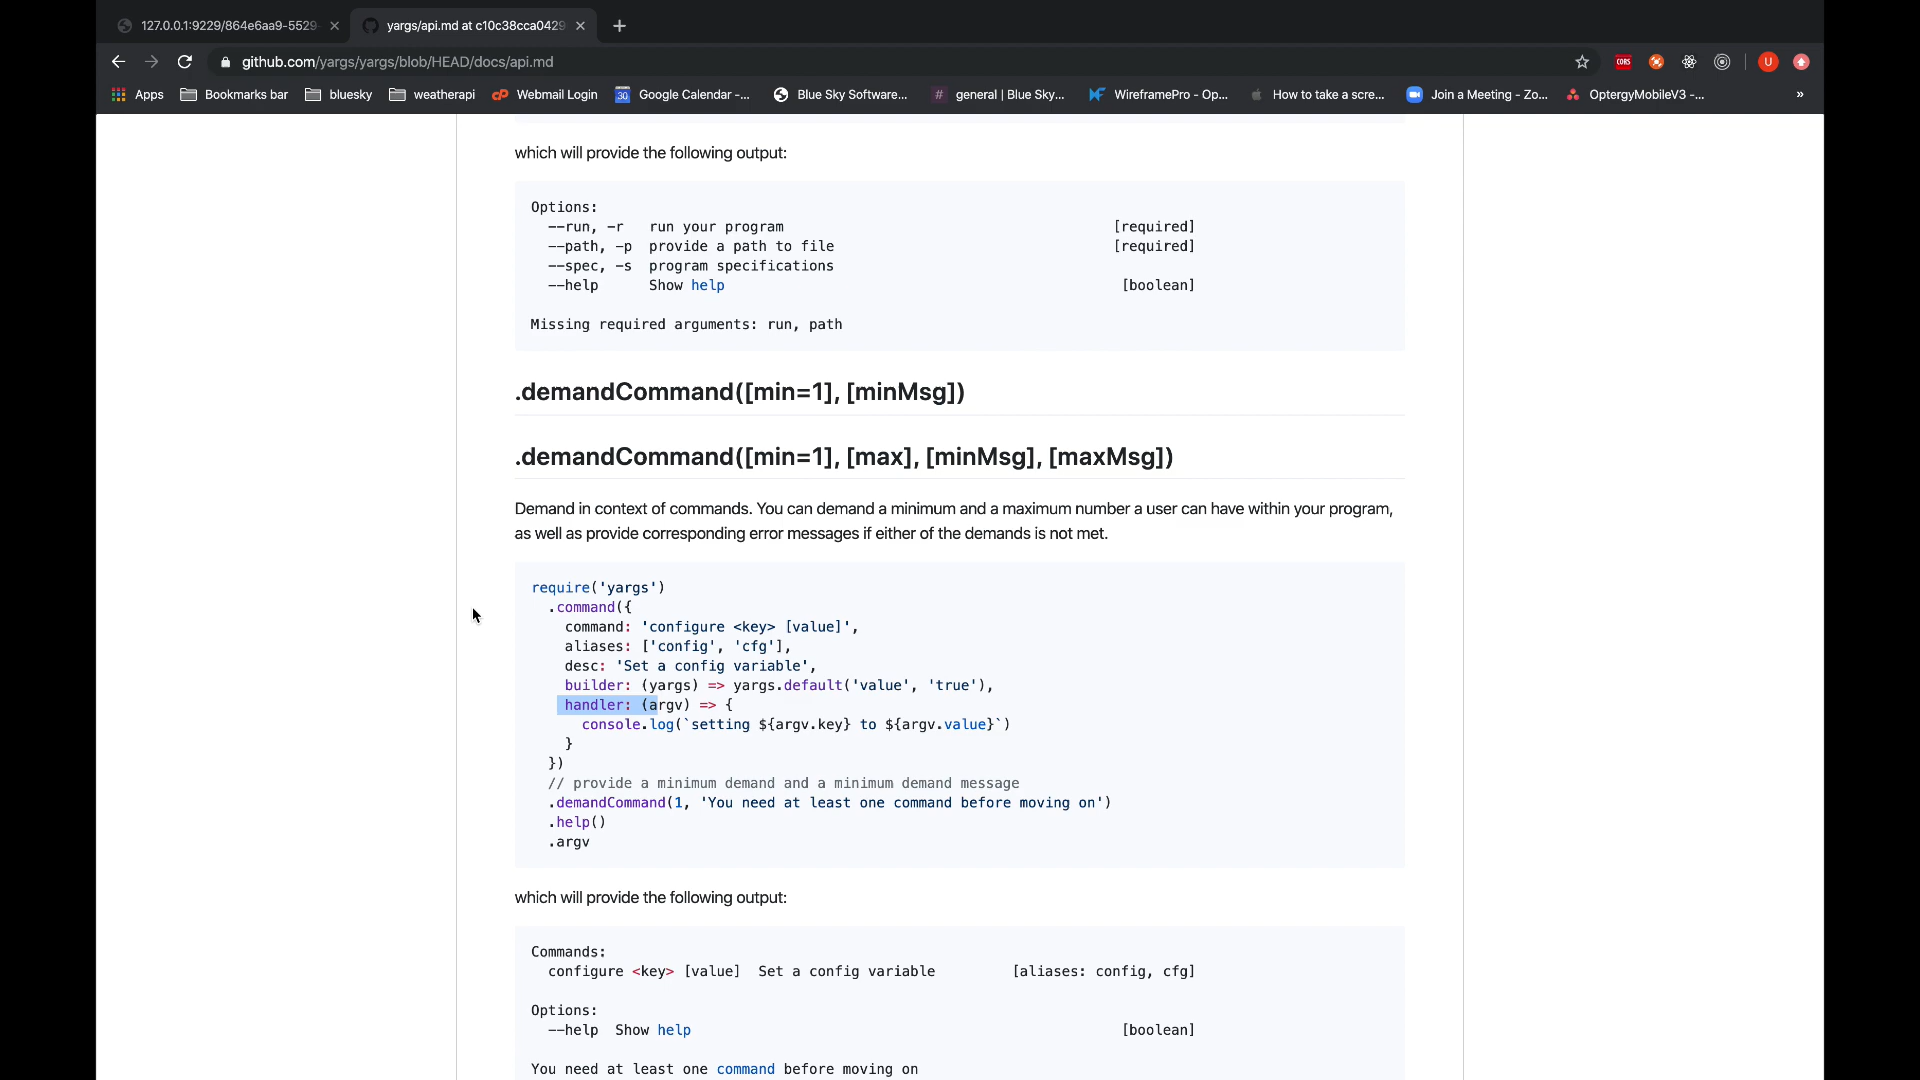 127.0.0.1:9229/864e6aa9-5529-
yargs/api.md at c10c38cca0429
github.com/yargs/yargs/blob/HEAD/docs/api.md
CORS
U
Apps
Bookmarks bar
bluesky
weatherapi
cP Webmail Login
30 Google Calendar -...
Blue Sky Software...
# general | Blue Sky...
WireframePro - Op...
How to take a scre...
Join a Meeting - Zo...
OptergyMobileV3 -...
»
which will provide the following output:
Options:
  --run, -r   run your program                                       [required]
  --path, -p  provide a path to file                                 [required]
  --spec, -s  program specifications
  --help      Show help                                               [boolean]
Missing required arguments: run, path
.demandCommand([min=1], [minMsg])
.demandCommand([min=1], [max], [minMsg], [maxMsg])
Demand in context of commands. You can demand a minimum and a maximum number a user can have within your program,
as well as provide corresponding error messages if either of the demands is not met.
require('yargs')
  .command({
    command: 'configure <key> [value]',
    aliases: ['config', 'cfg'],
    desc: 'Set a config variable',
    builder: (yargs) => yargs.default('value', 'true'),
    handler: (argv) => {
      console.log(`setting ${argv.key} to ${argv.value}`)
    }
  })
  // provide a minimum demand and a minimum demand message
  .demandCommand(1, 'You need at least one command before moving on')
  .help()
  .argv
which will provide the following output:
Commands:
  configure <key> [value]  Set a config variable         [aliases: config, cfg]
Options:
  --help  Show help                                                   [boolean]
You need at least one command before moving on